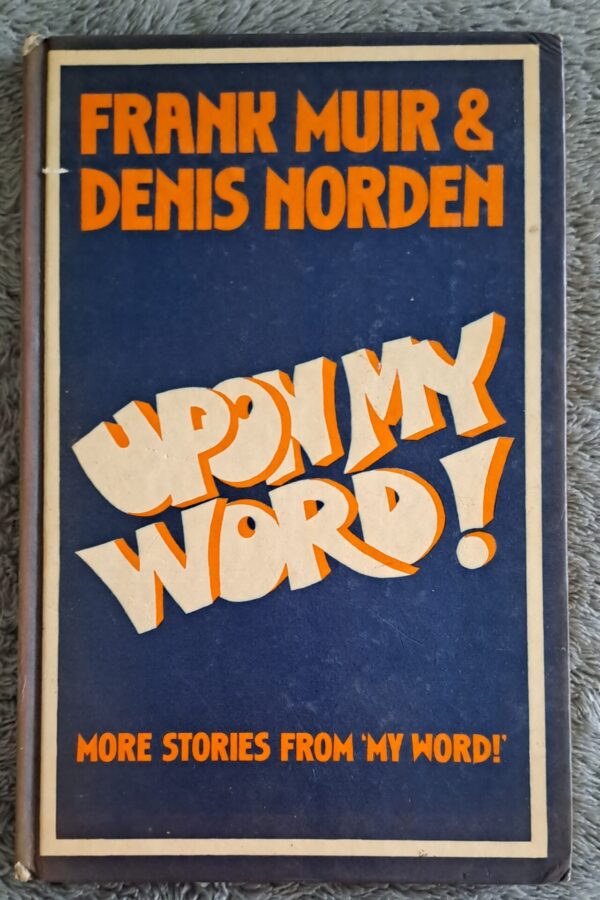 FRANK MUIR &
DENIS NORDEN
UPON MY
WORD!
MORE STORIES FROM 'MY WORD!'